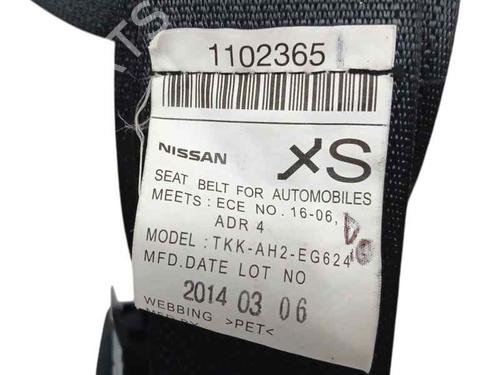 1102365
NISSAN XS
SEAT BELT FOR AUTOMOBILES
MEETS: ECE NO. 16-06,
ADR 4
MODEL : TKK-AH2-EG624
MFD.DATE LOT NO
2014 03 06
WEBBING >PET<